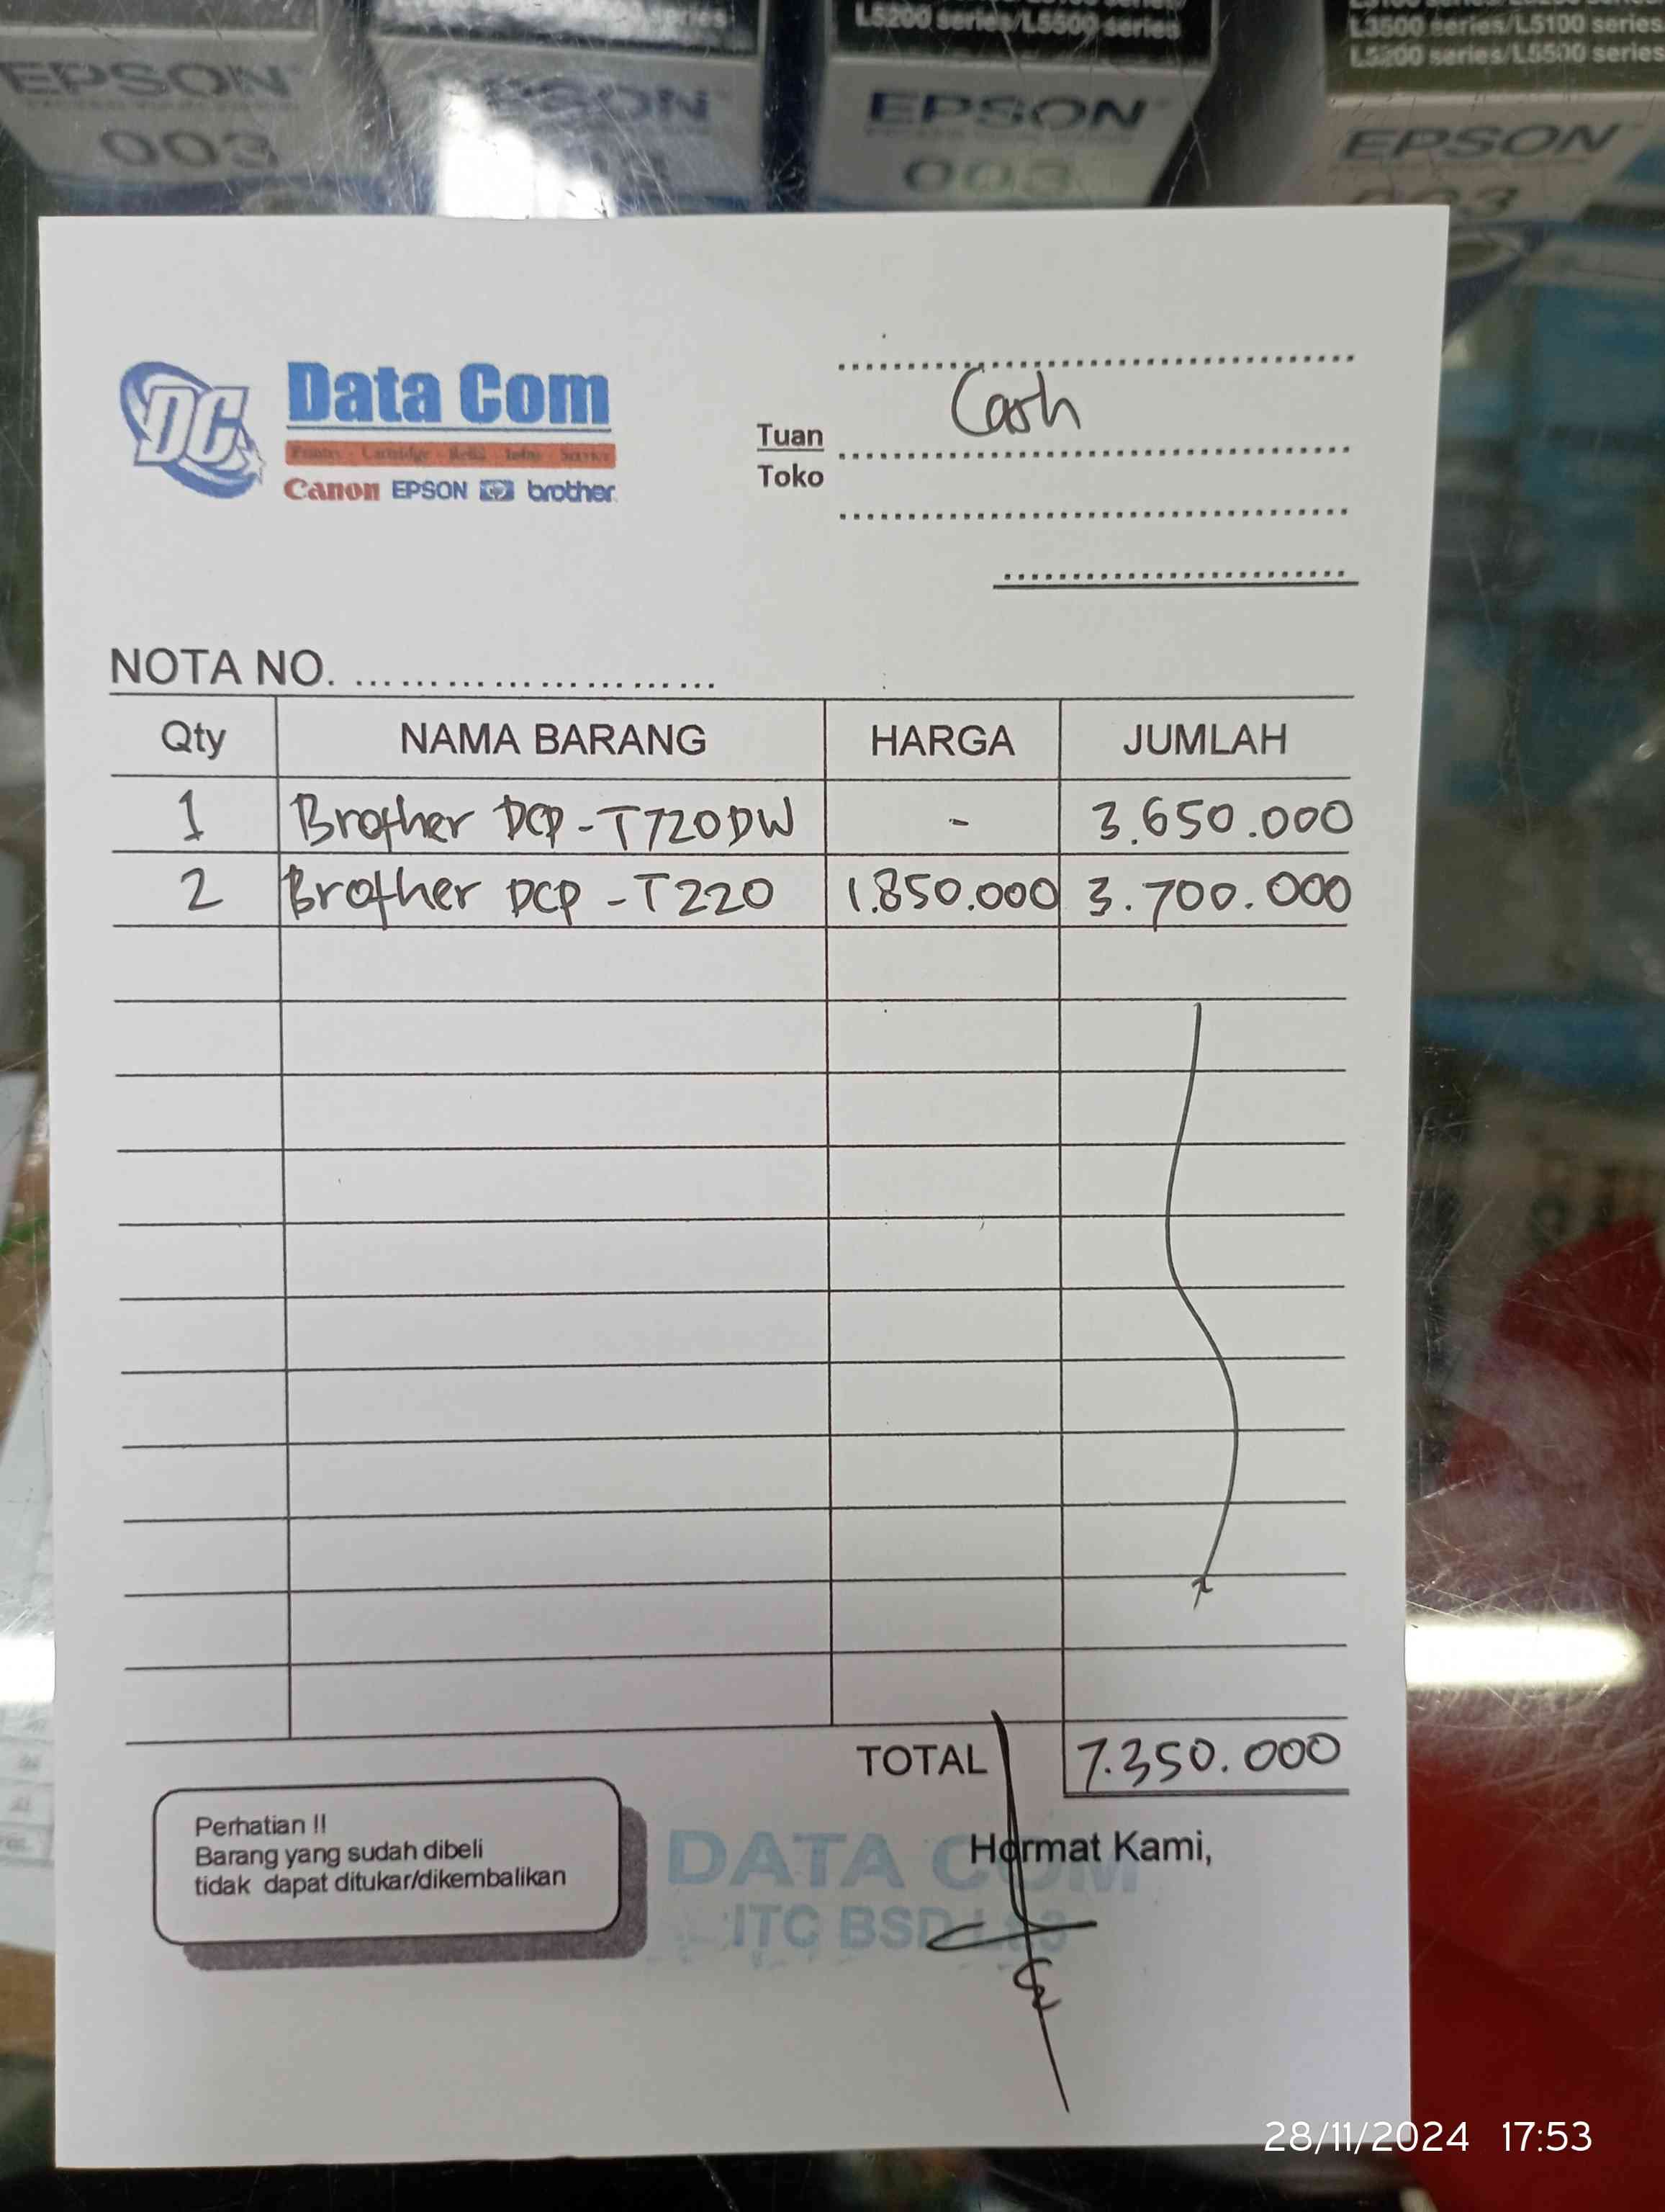 L5200 series/L5500 series
L3500 series/L5100 series
L5200 series/L5500 series
EPSON
003
EPSON
EPSON
003
EPSON
003
DC
Data Com
Canon EPSON hp brother
Cash
Tuan
Toko
NOTA NO. ........................
Qty NAMA BARANG HARGA JUMLAH
1 Brother DCP-T720DW - 3.650.000
2 Brother DCP-T220 1.850.000 3.700.000
TOTAL 7.350.000
Perhatian !!
Barang yang sudah dibeli
tidak dapat ditukar/dikembalikan
Hormat Kami,
DATA COM
ITC BSD
28/11/2024 17:53